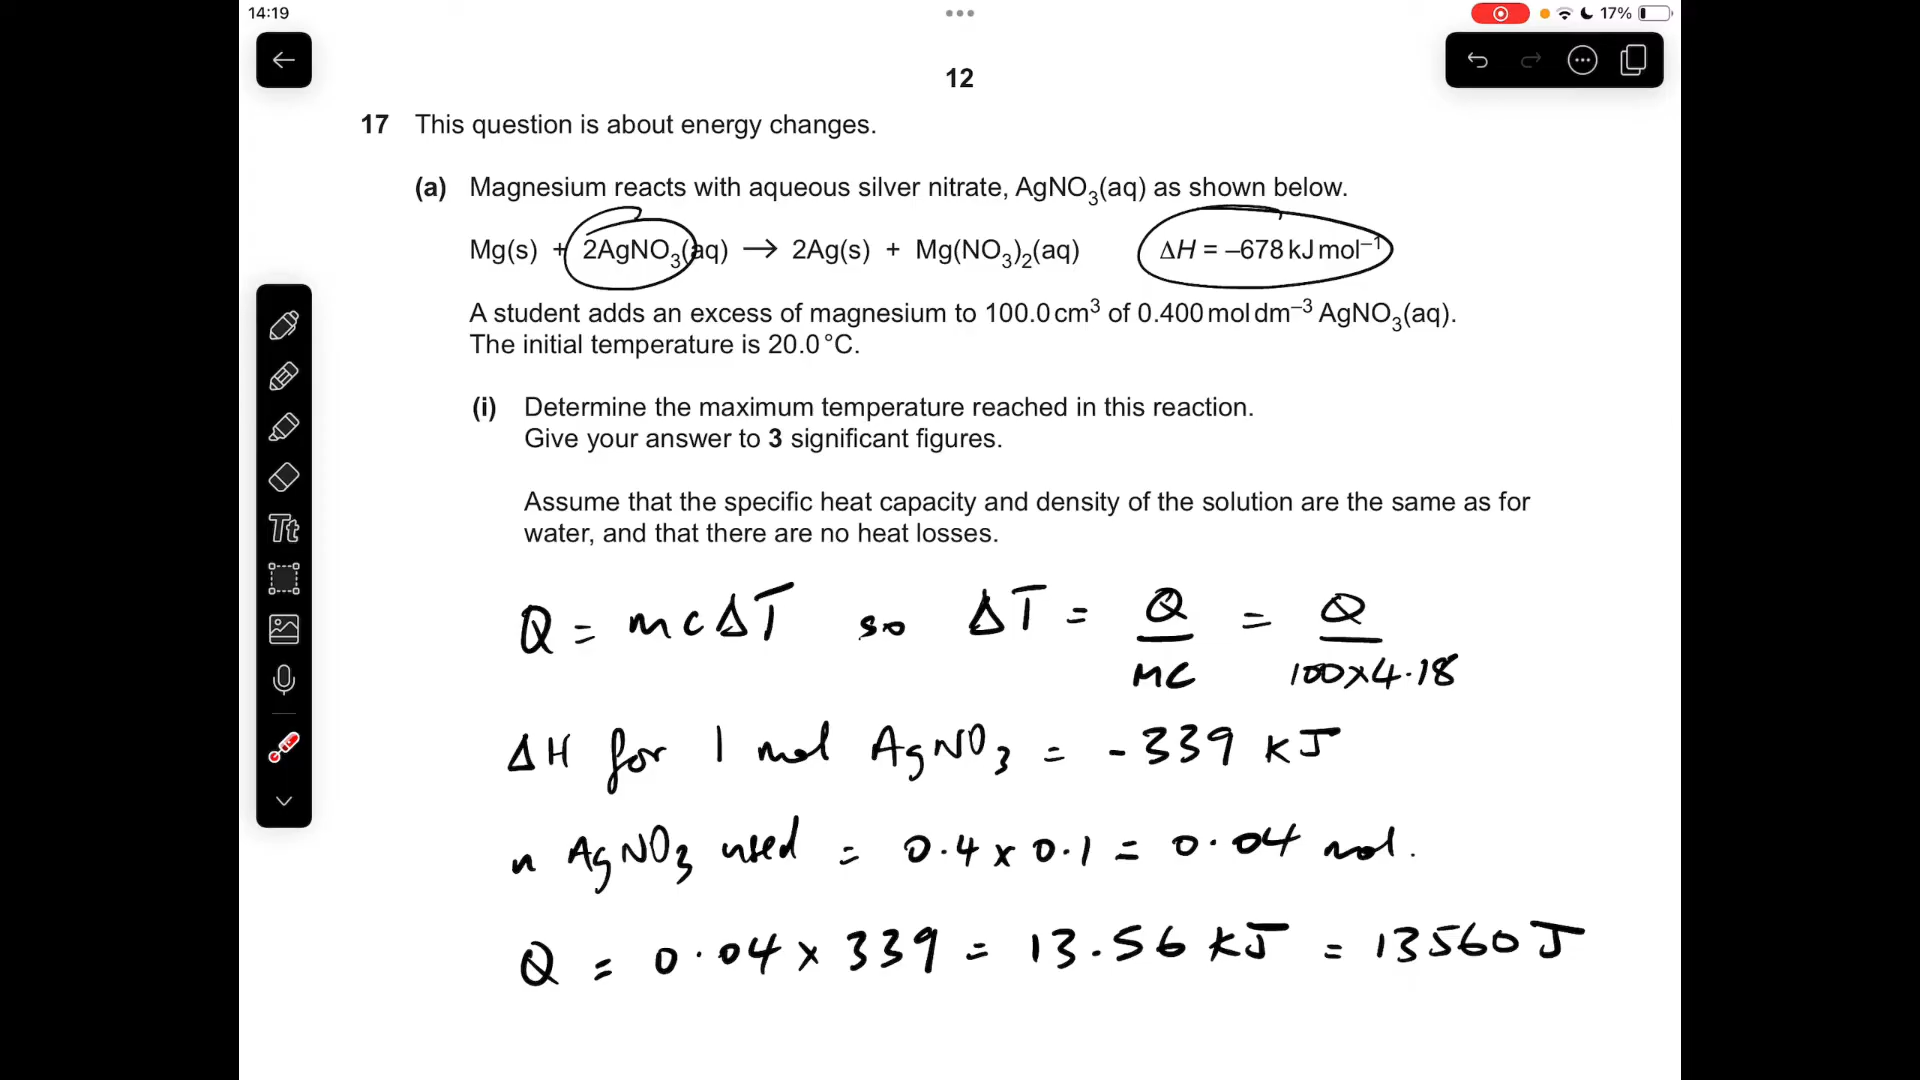 14:19
17%
12
17 This question is about energy changes.
(a) Magnesium reacts with aqueous silver nitrate, AgNO₃(aq) as shown below.
Mg(s) + 2AgNO₃(aq) → 2Ag(s) + Mg(NO₃)₂(aq) ΔH = –678 kJ mol⁻¹
A student adds an excess of magnesium to 100.0 cm³ of 0.400 mol dm⁻³ AgNO₃(aq).
The initial temperature is 20.0 °C.
(i) Determine the maximum temperature reached in this reaction.
Give your answer to 3 significant figures.
Assume that the specific heat capacity and density of the solution are the same as for
water, and that there are no heat losses.
Q = mcΔT so ΔT = Q/MC = Q/100×4.18
ΔH for 1 mol AgNO₃ = -339 kJ
n AgNO₃ used = 0.4 × 0.1 = 0.04 mol.
Q = 0.04 × 339 = 13.56 kJ = 13560 J
Tt